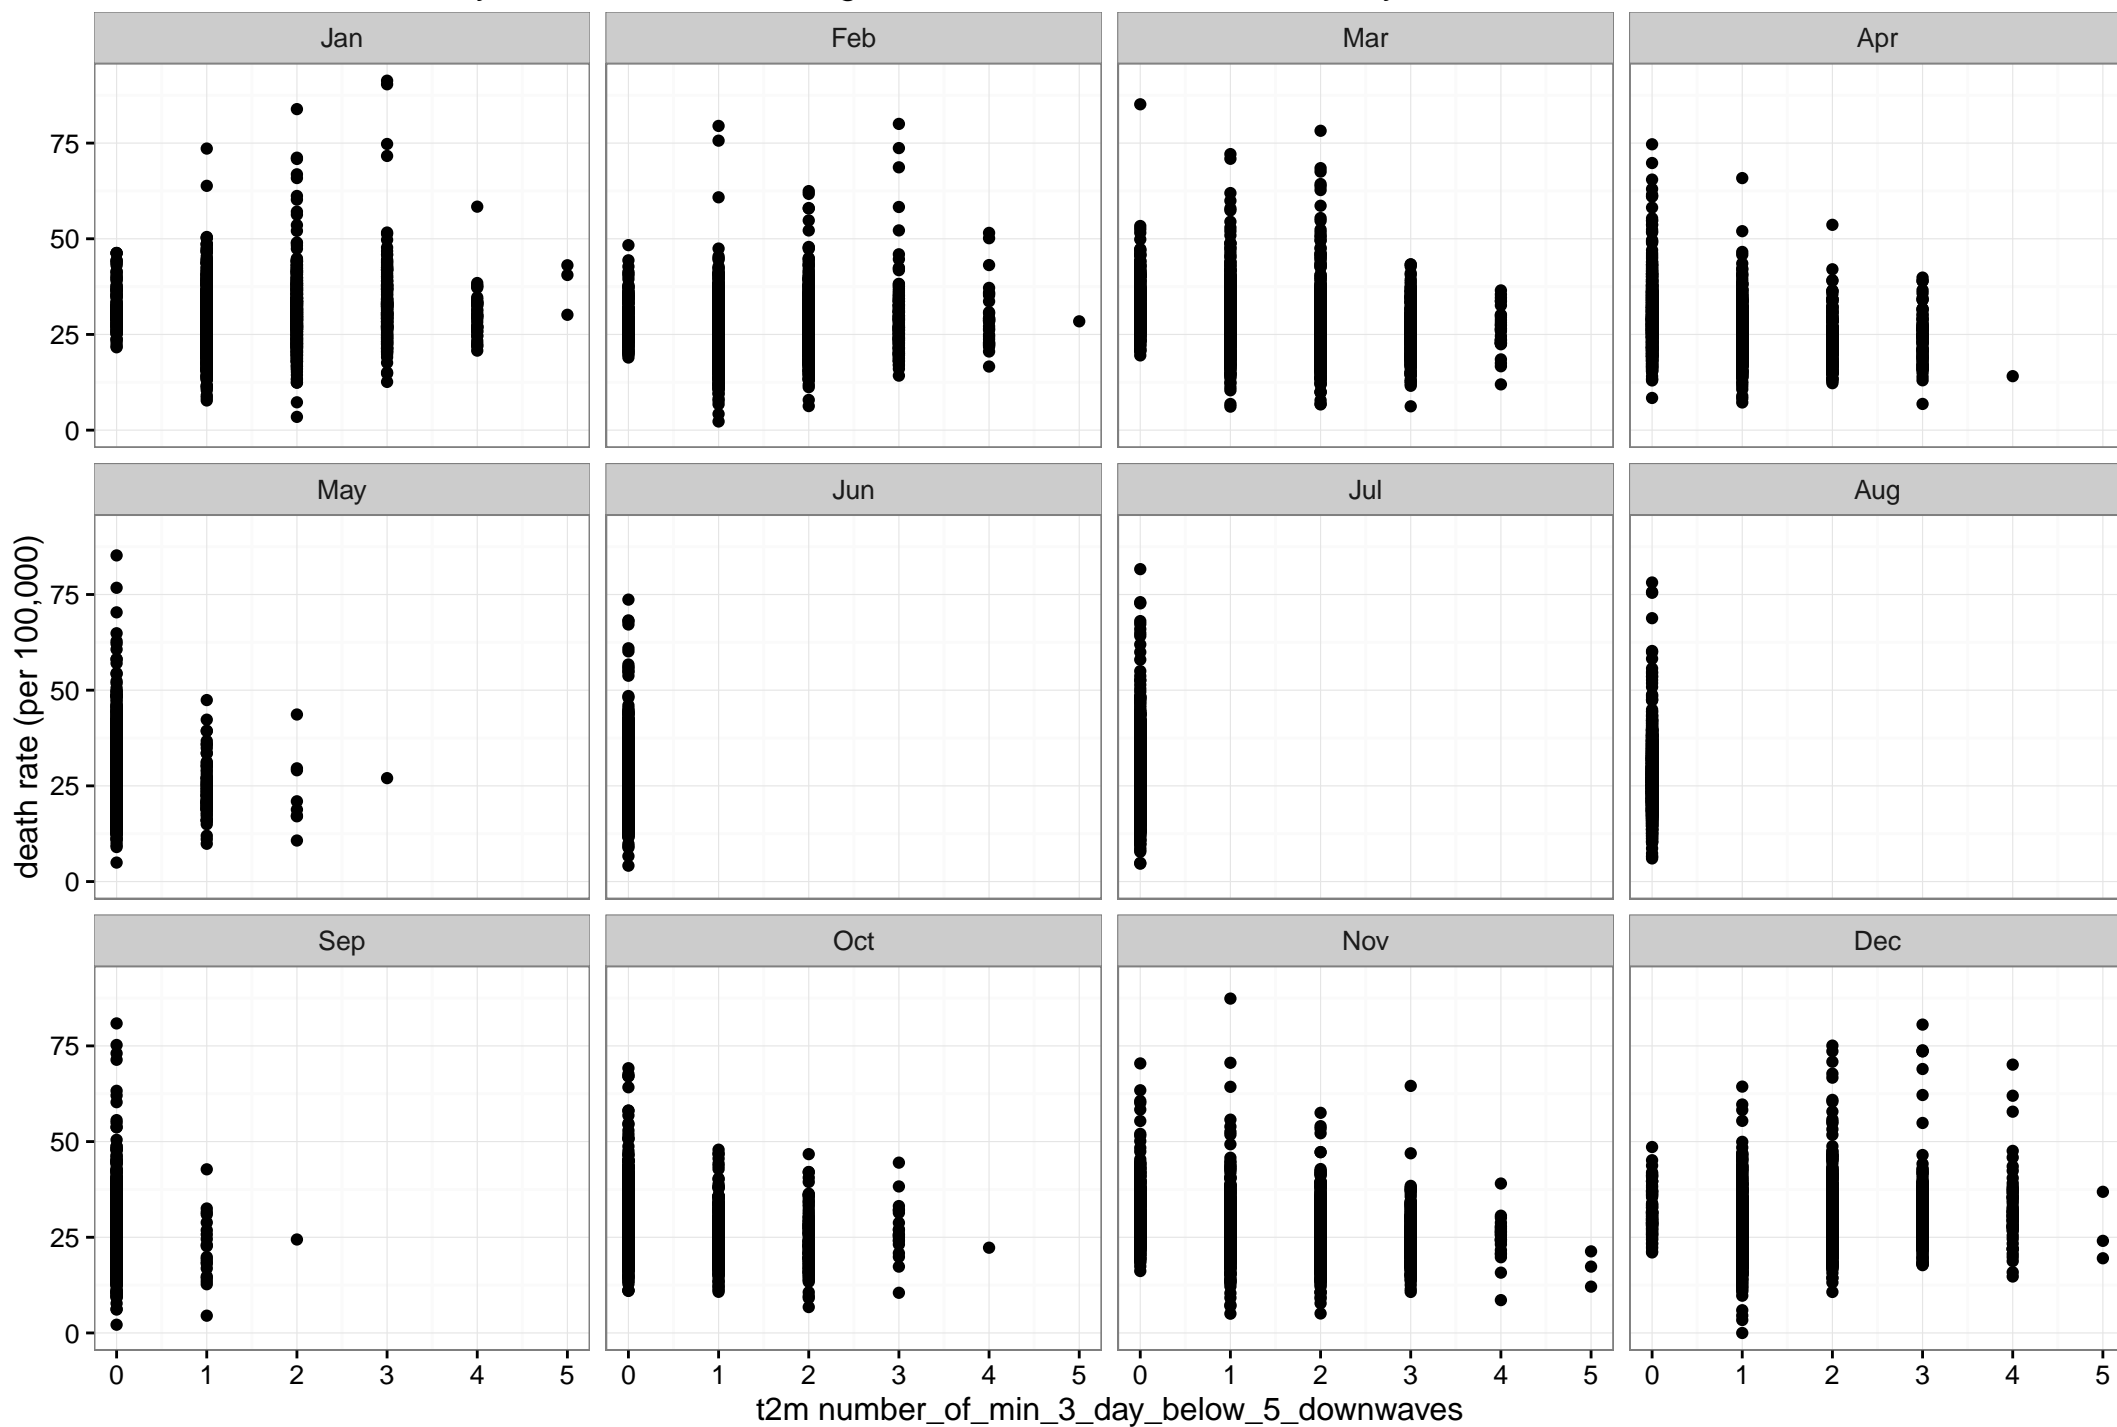 Jan Feb Mar Apr
75
50
25
0
May Jun Jul Aug
death rate (per 100,000)
75
50
25
0
Sep Oct Nov Dec
75
50
25
0
0 1 2 3 4 5 0 1 2 3 4 5 0 1 2 3 4 5 0 1 2 3 4 5
t2m number_of_min_3_day_below_5_downwaves